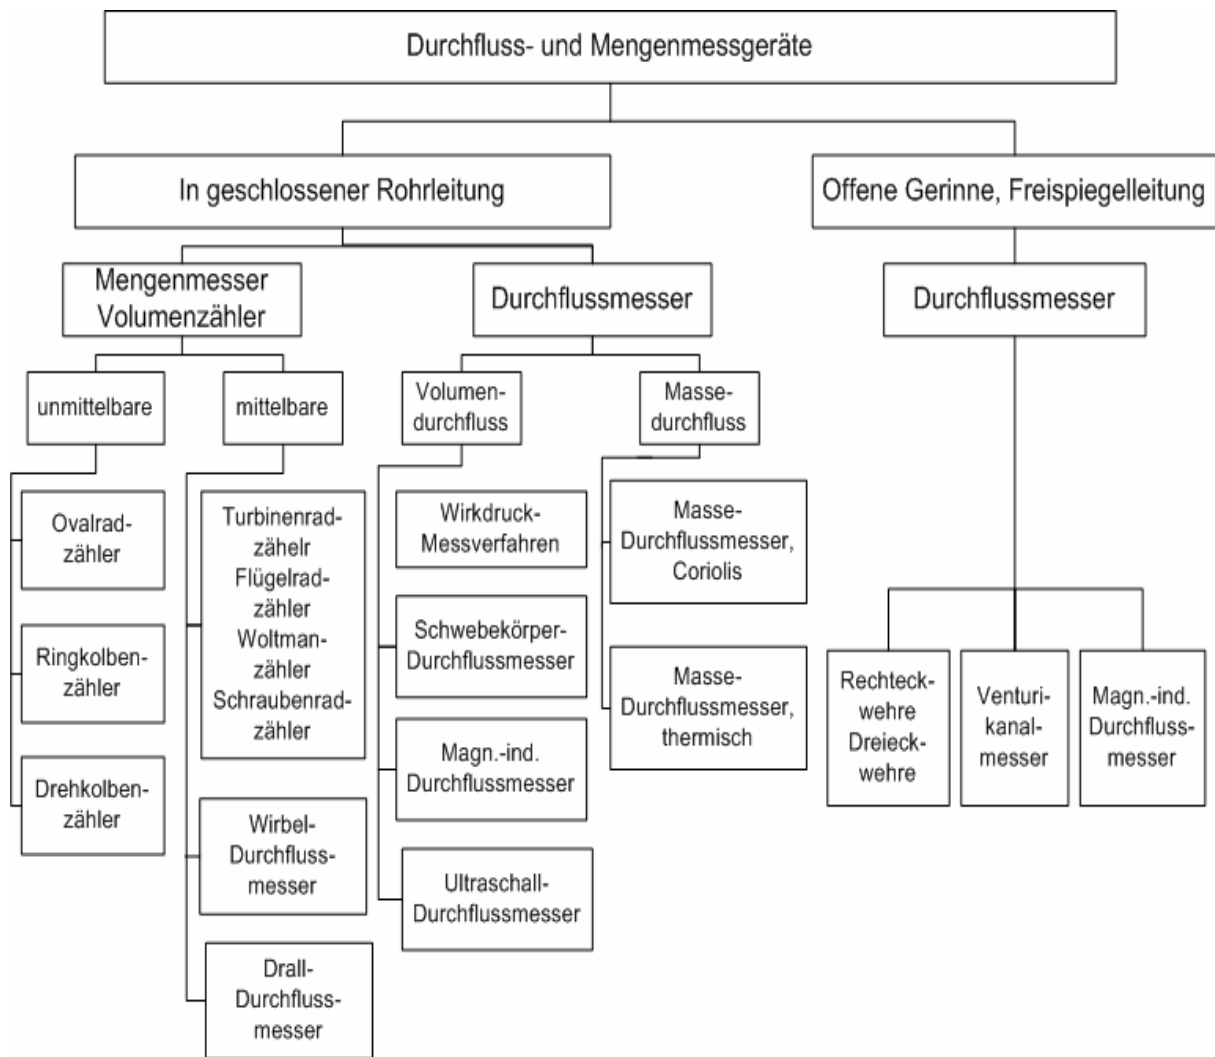 Durchfluss- und Mengenmessgeräte
In geschlossener Rohrleitung
Offene Gerinne, Freispiegelleitung
Mengenmesser
Volumenzähler
Durchflussmesser
Durchflussmesser
unmittelbare
mittelbare
Volumen-
durchfluss
Masse-
durchfluss
Ovalrad-
zähler
Ringkolben-
zähler
Drehkolben-
zähler
Turbinenrad-
zähelr
Flügelrad-
zähler
Woltman-
zähler
Schraubenrad-
zähler
Wirbel-
Durchfluss-
messer
Drall-
Durchfluss-
messer
Wirkdruck-
Messverfahren
Schwebekörper-
Durchflussmesser
Magn.-ind.
Durchflussmesser
Ultraschall-
Durchflussmesser
Masse-
Durchflussmesser,
Coriolis
Masse-
Durchflussmesser,
thermisch
Rechteck-
wehre
Dreieck-
wehre
Venturi-
kanal-
messer
Magn.-ind.
Durchfluss-
messer